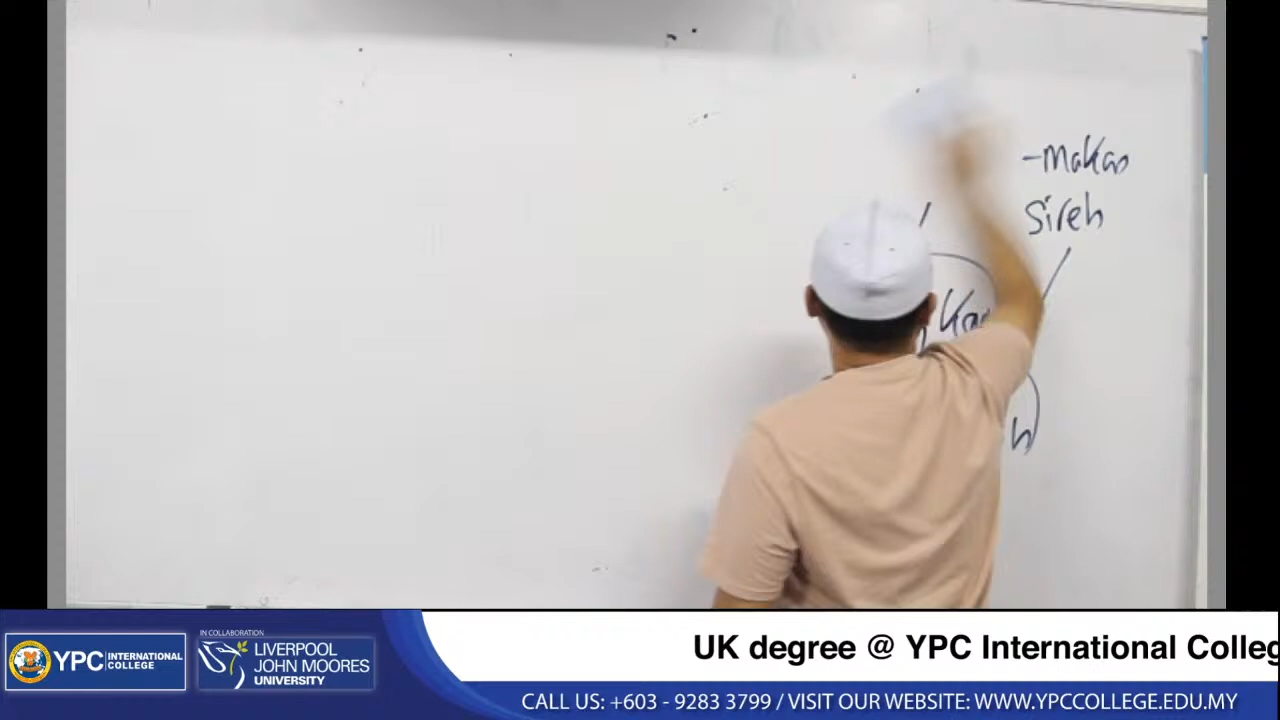 -makan
Sireh
YPC INTERNATIONAL COLLEGE
IN COLLABORATION
LIVERPOOL
JOHN MOORES
UNIVERSITY
UK degree @ YPC International Colleg
CALL US: +603 - 9283 3799 / VISIT OUR WEBSITE: WWW.YPCCOLLEGE.EDU.MY